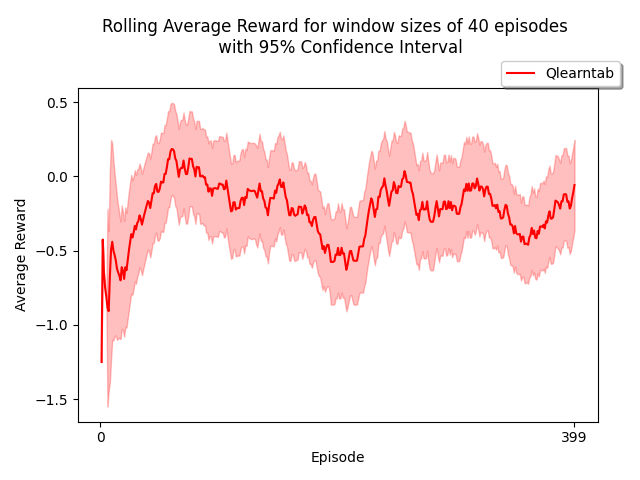 Rolling Average Reward for window sizes of 40 episodes
with 95% Confidence Interval
Qlearntab
0.5
0.0
−0.5
−1.0
−1.5
Average Reward
0
399
Episode